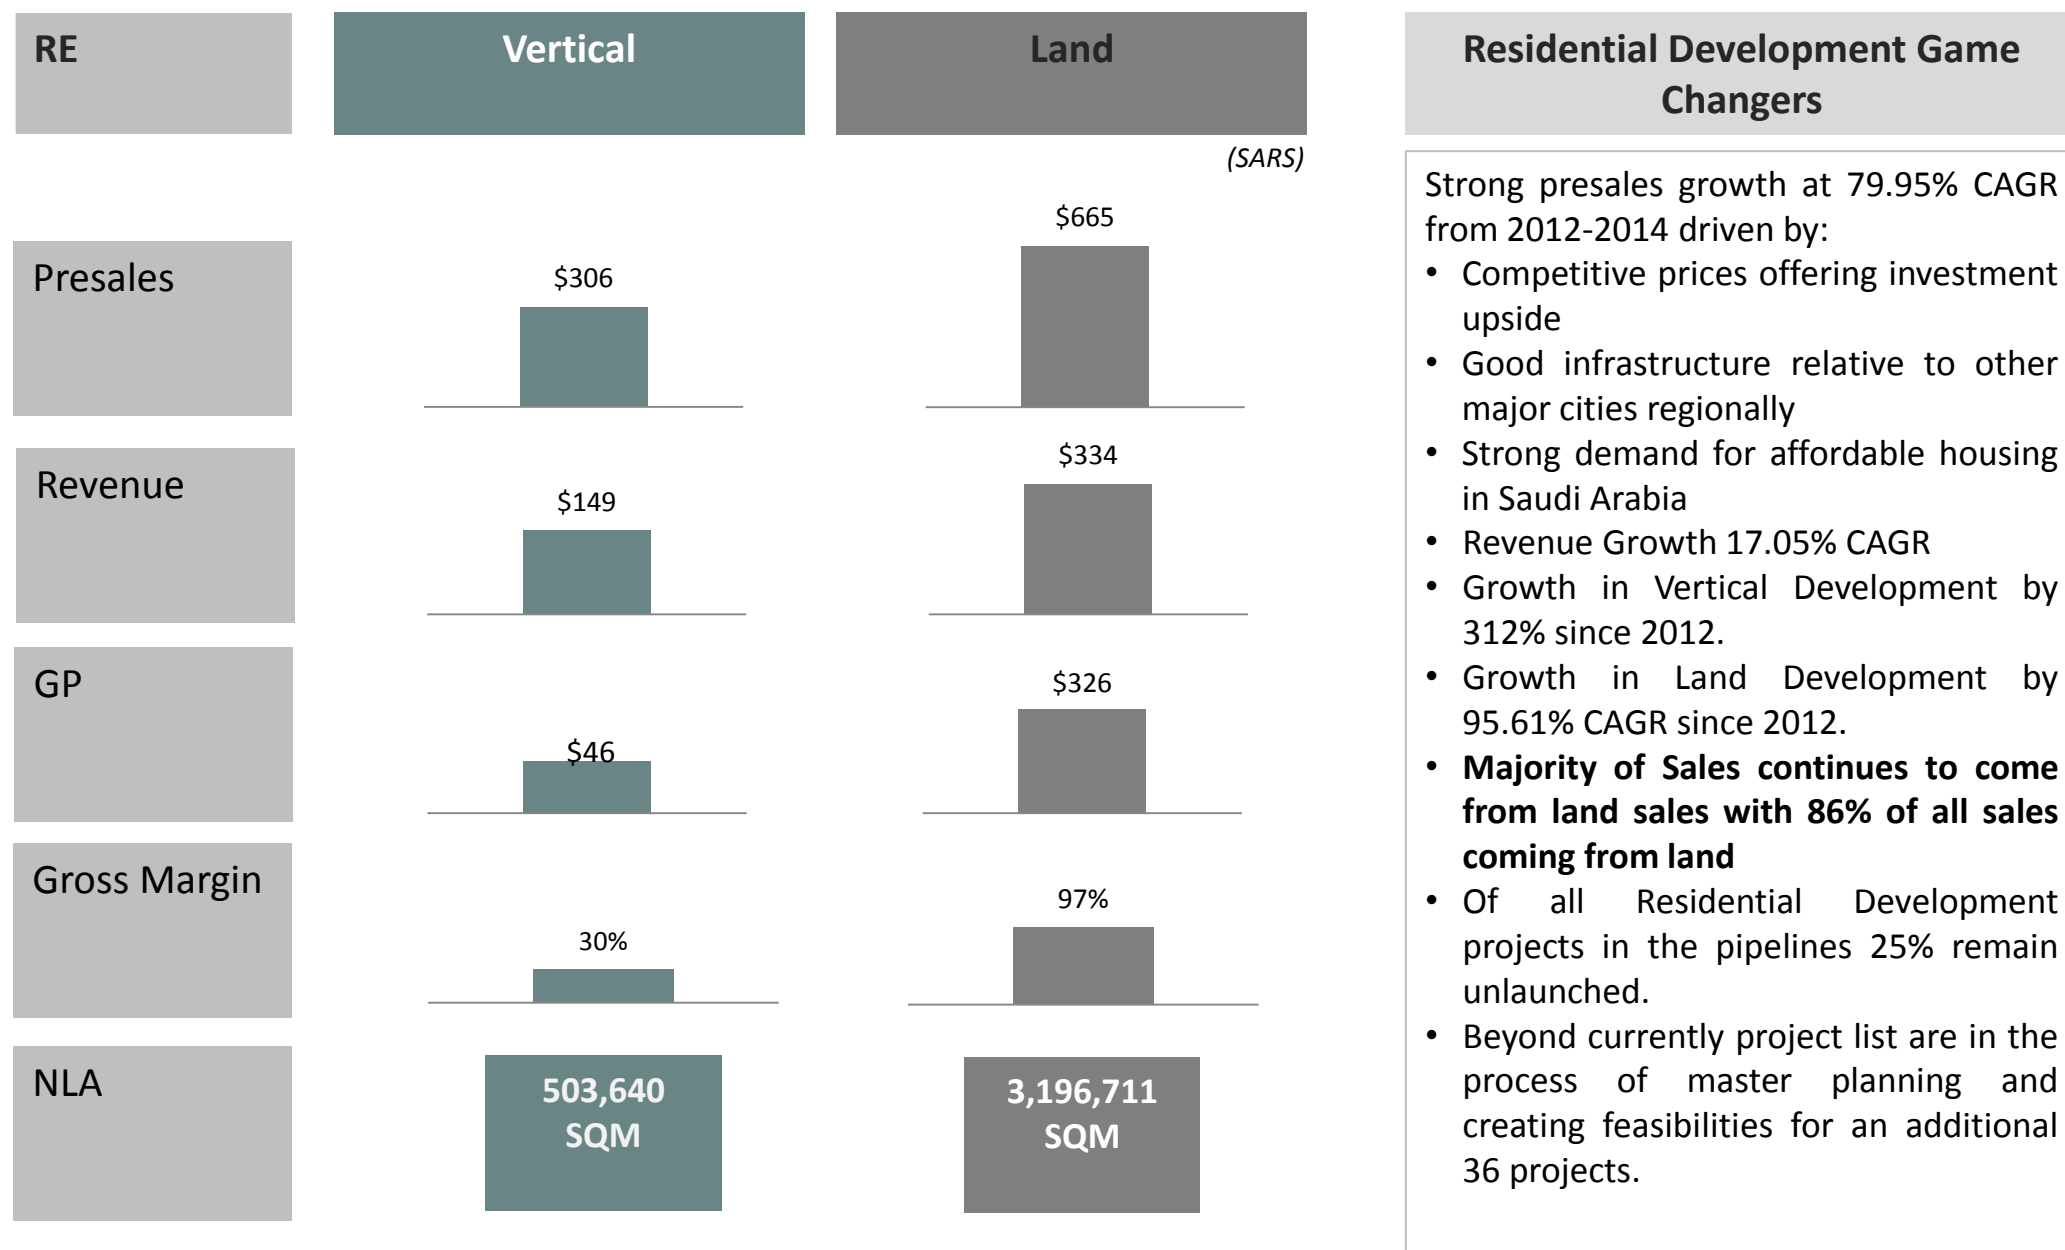 RE
Vertical
Land
(SARS)
Presales
$306
$665
Revenue
$149
$334
GP
$46
$326
Gross Margin
30%
97%
NLA
503,640
SQM
3,196,711
SQM
Residential Development Game
Changers
Strong presales growth at 79.95% CAGR
from 2012-2014 driven by:
• Competitive prices offering investment
upside
• Good infrastructure relative to other
major cities regionally
• Strong demand for affordable housing
in Saudi Arabia
• Revenue Growth 17.05% CAGR
• Growth in Vertical Development by
312% since 2012.
• Growth in Land Development by
95.61% CAGR since 2012.
• Majority of Sales continues to come
from land sales with 86% of all sales
coming from land
• Of all Residential Development
projects in the pipelines 25% remain
unlaunched.
• Beyond currently project list are in the
process of master planning and
creating feasibilities for an additional
36 projects.